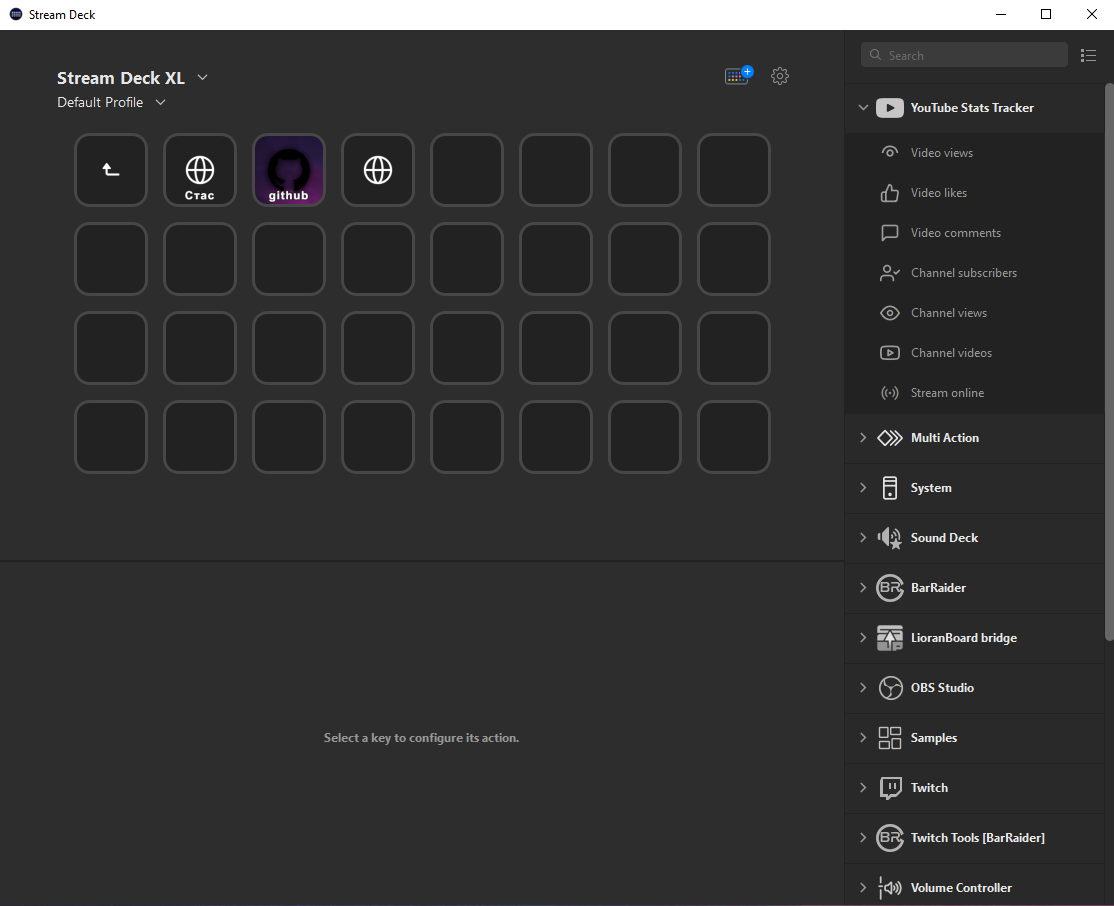 Stream Deck
Stream Deck XL
Default Profile
Стас
github
Select a key to configure its action.
Search
YouTube Stats Tracker
Video views
Video likes
Video comments
Channel subscribers
Channel views
Channel videos
Stream online
Multi Action
System
Sound Deck
BR BarRaider
LioranBoard bridge
OBS Studio
Samples
Twitch
BR Twitch Tools [BarRaider]
Volume Controller